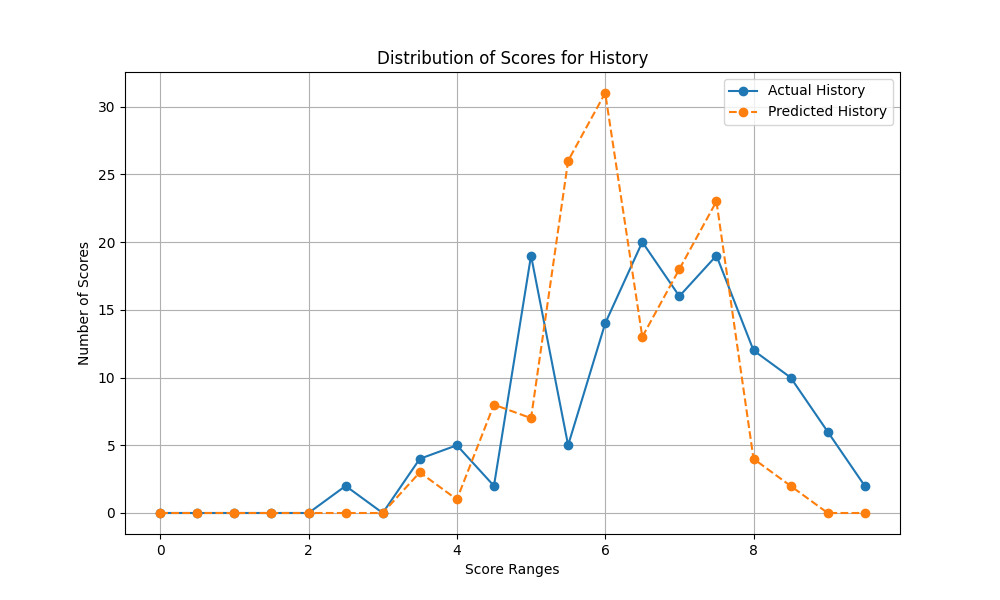 Distribution of Scores for History
Actual History
Predicted History
Number of Scores
30
25
20
15
10
5
0
0 2 4 6 8
Score Ranges